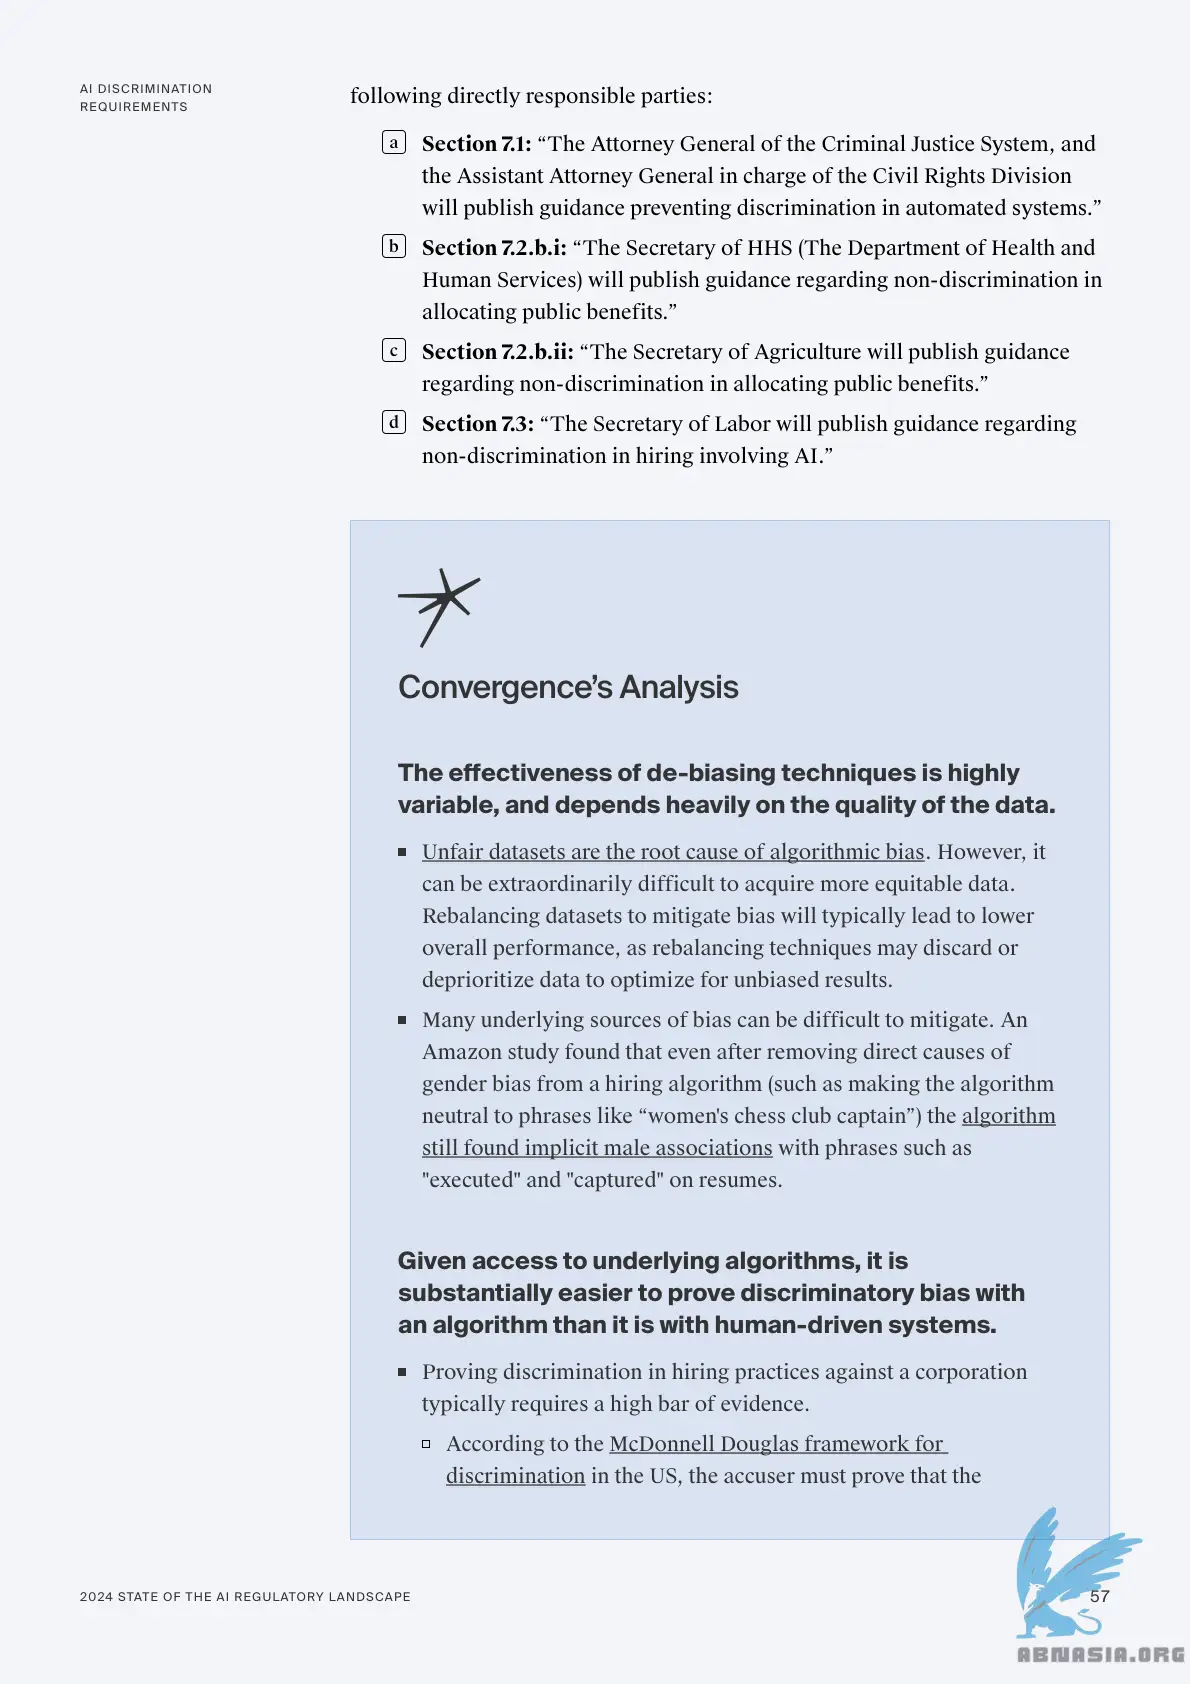 AI DISCRIMINATION
REQUIREMENTS
following directly responsible parties:
a Section 7.1: “The Attorney General of the Criminal Justice System, and
the Assistant Attorney General in charge of the Civil Rights Division
will publish guidance preventing discrimination in automated systems.”
b Section 7.2.b.i: “The Secretary of HHS (The Department of Health and
Human Services) will publish guidance regarding non-discrimination in
allocating public benefits.”
c Section 7.2.b.ii: “The Secretary of Agriculture will publish guidance
regarding non-discrimination in allocating public benefits.”
d Section 7.3: “The Secretary of Labor will publish guidance regarding
non-discrimination in hiring involving AI.”
Convergence’s Analysis
The effectiveness of de-biasing techniques is highly
variable, and depends heavily on the quality of the data.
Unfair datasets are the root cause of algorithmic bias. However, it
can be extraordinarily difficult to acquire more equitable data.
Rebalancing datasets to mitigate bias will typically lead to lower
overall performance, as rebalancing techniques may discard or
deprioritize data to optimize for unbiased results.
Many underlying sources of bias can be difficult to mitigate. An
Amazon study found that even after removing direct causes of
gender bias from a hiring algorithm (such as making the algorithm
neutral to phrases like “women's chess club captain”) the algorithm
still found implicit male associations with phrases such as
"executed" and "captured" on resumes.
Given access to underlying algorithms, it is
substantially easier to prove discriminatory bias with
an algorithm than it is with human-driven systems.
Proving discrimination in hiring practices against a corporation
typically requires a high bar of evidence.
According to the McDonnell Douglas framework for
discrimination in the US, the accuser must prove that the
2024 STATE OF THE AI REGULATORY LANDSCAPE
57
ABNASIA.ORG